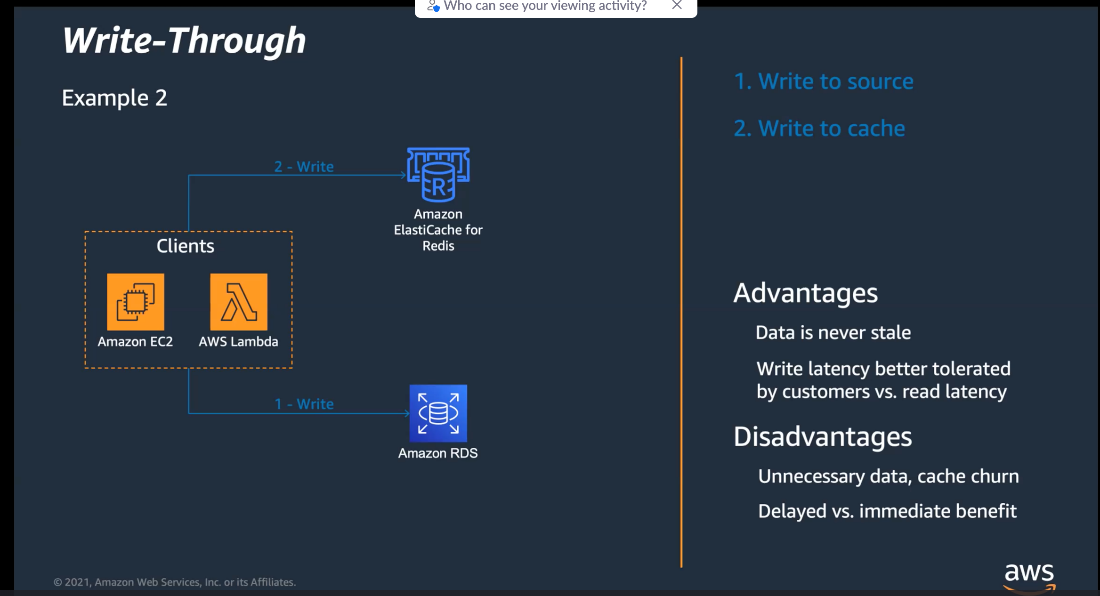 Who can see your viewing activity?
Write-Through
Example 2
1. Write to source
2. Write to cache
2 - Write
R
Amazon
ElastiCache for
Redis
Clients
Amazon EC2
AWS Lambda
1 - Write
Amazon RDS
Advantages
Data is never stale
Write latency better tolerated
by customers vs. read latency
Disadvantages
Unnecessary data, cache churn
Delayed vs. immediate benefit
© 2021, Amazon Web Services, Inc. or its Affiliates.
aws